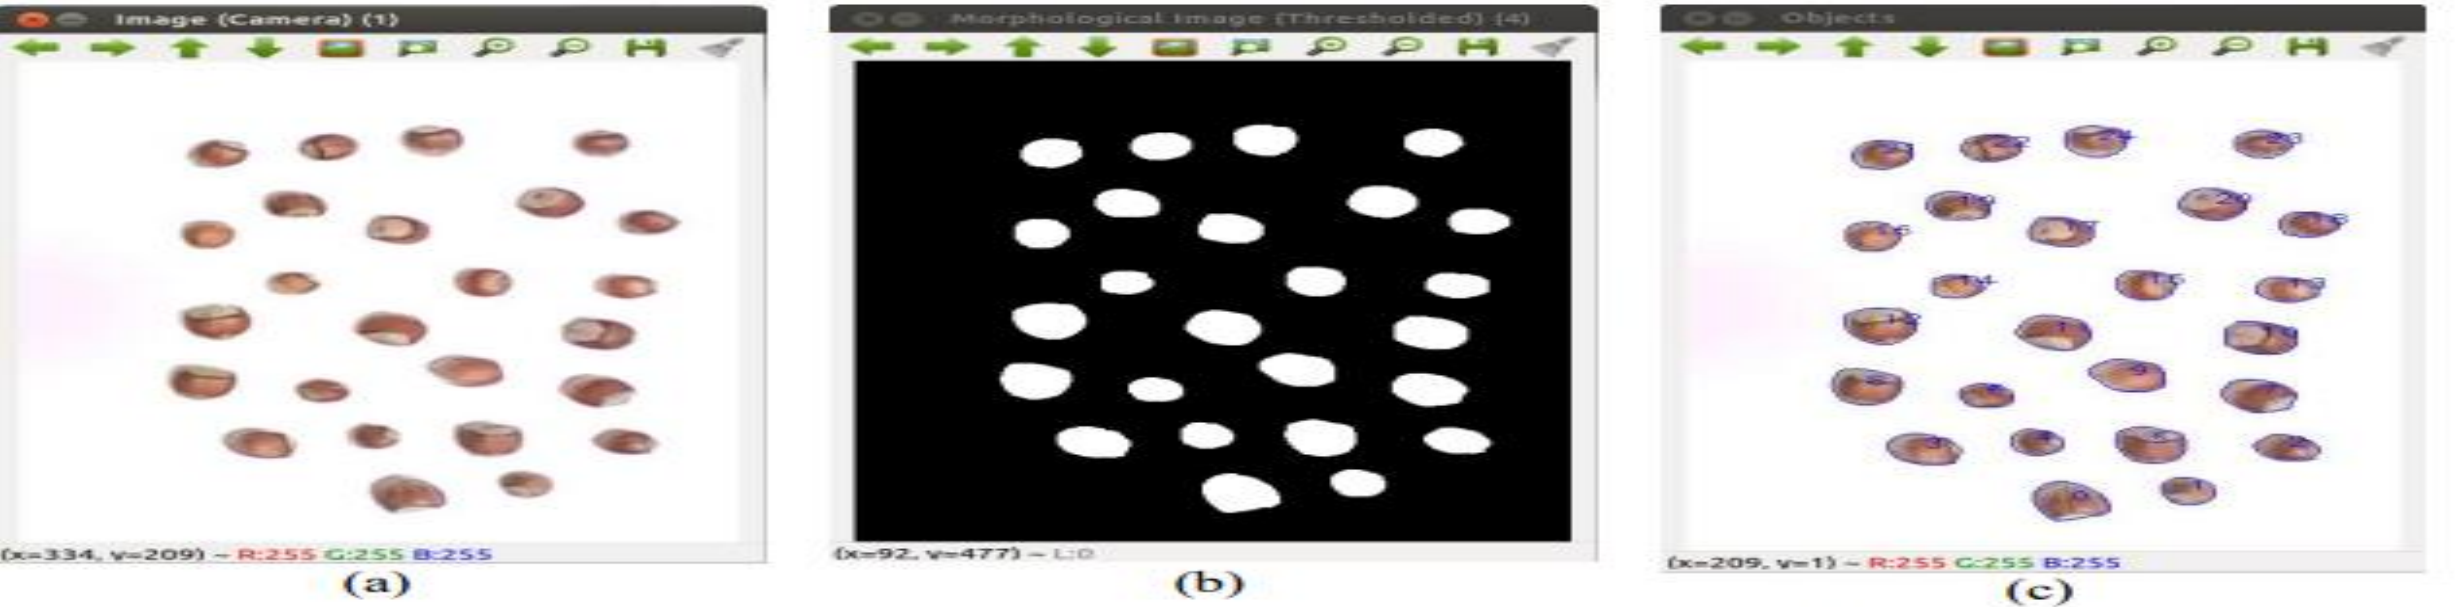 Image (Camera) (1)
Morphological Image (Thresholded) (4)
Objects
(x=334, y=209) ~ R:255 G:255 B:255
(x=92, y=477) ~ L:0
(x=209, y=1) ~ R:255 G:255 B:255
(a)
(b)
(c)